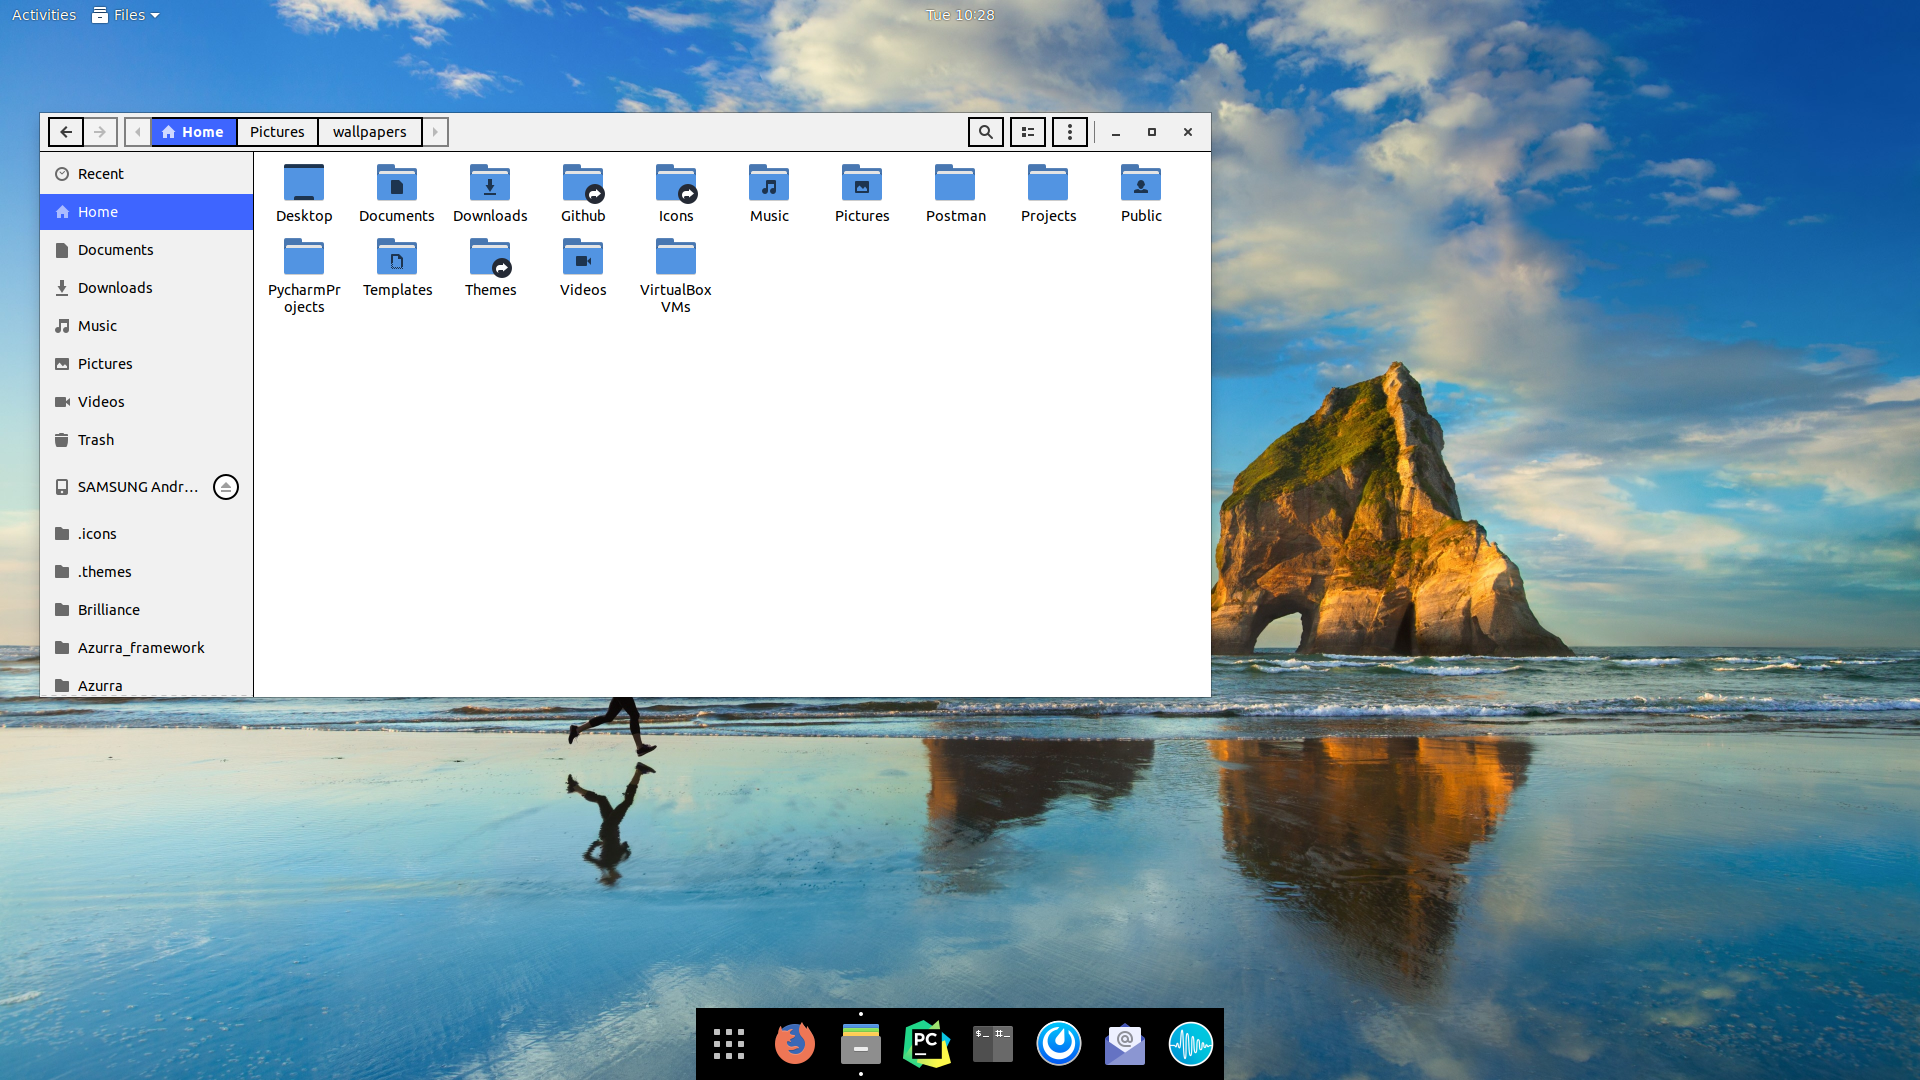 Activities
Files
Tue 10:28
Home
Pictures
wallpapers
Recent
Home
Documents
Downloads
Music
Pictures
Videos
Trash
SAMSUNG Andr...
.icons
.themes
Brilliance
Azurra_framework
Azurra
Desktop
Documents
Downloads
Github
Icons
Music
Pictures
Postman
Projects
Public
PycharmPr
ojects
Templates
Themes
Videos
VirtualBox
VMs
PC
$_ #_
@